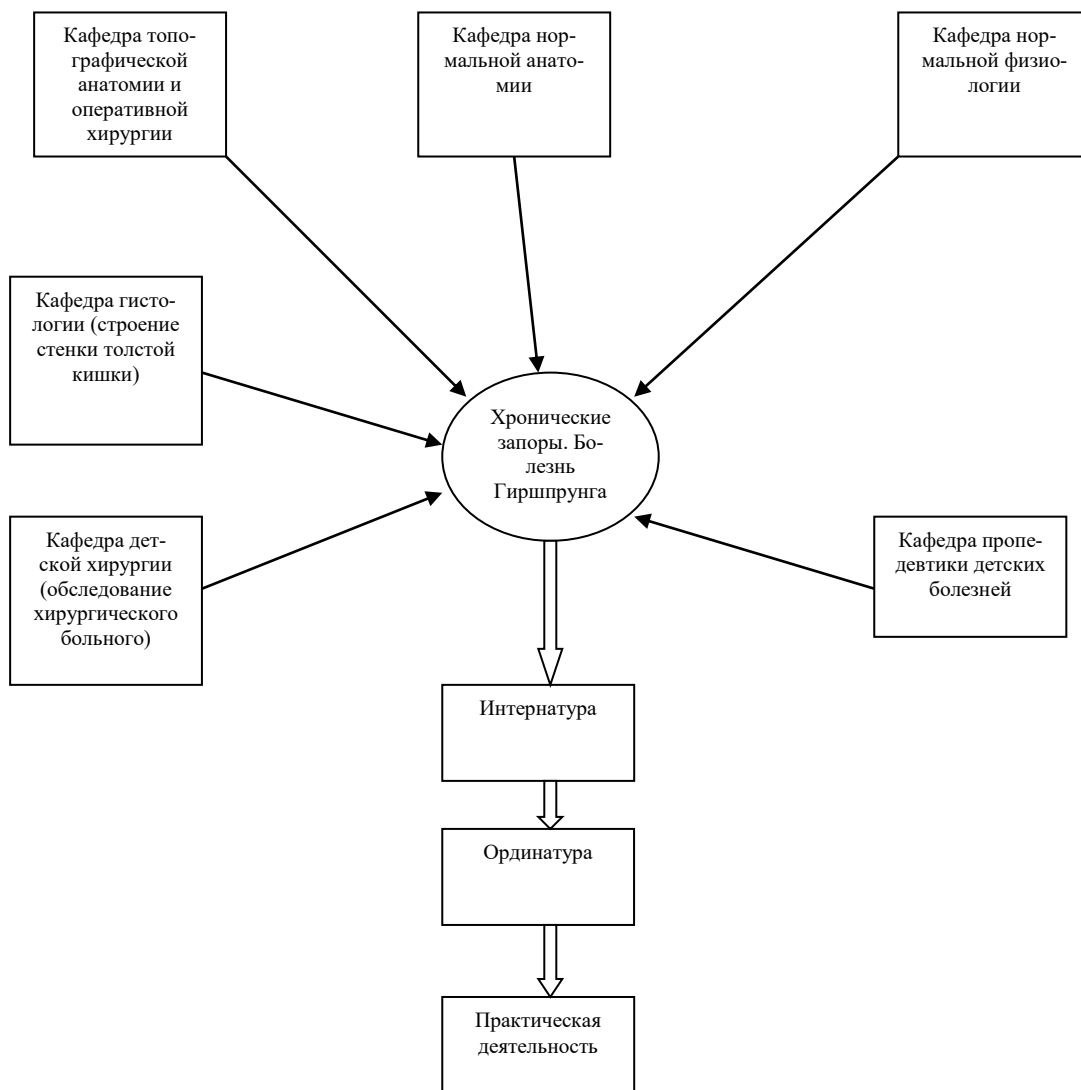 Кафедра топо-
графической
анатомии и
оперативной
хирургии
Кафедра нор-
мальной анато-
мии
Кафедра нор-
мальной физио-
логии
Кафедра гисто-
логии (строение
стенки толстой
кишки)
Хронические
запоры. Бо-
лезнь
Гиршпрунга
Кафедра дет-
ской хирургии
(обследование
хирургического
больного)
Кафедра пропе-
девтики детских
болезней
Интернатура
Ординатура
Практическая
деятельность